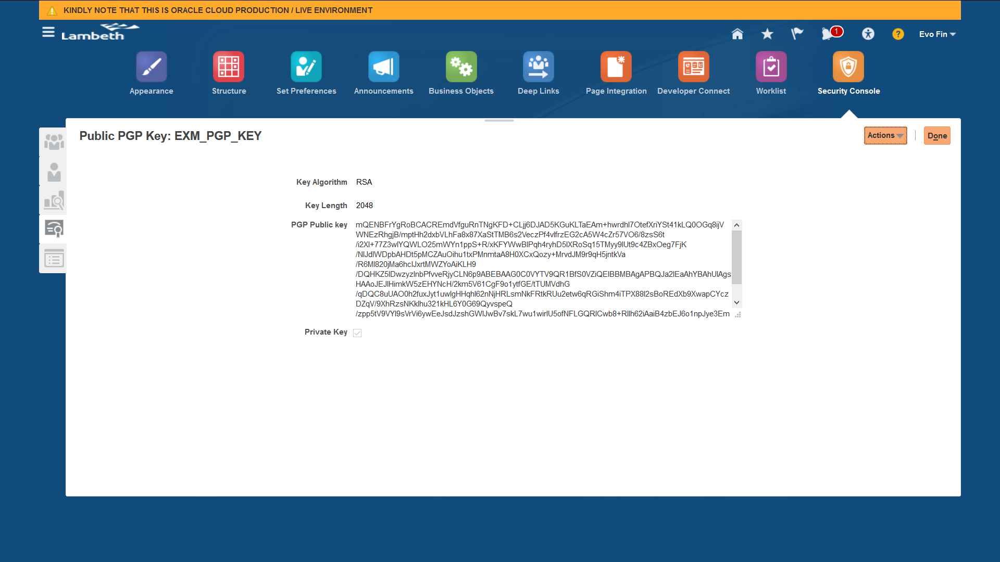 KINDLY NOTE THAT THIS IS ORACLE CLOUD PRODUCTION / LIVE ENVIRONMENT
Lambeth
1
?
Evo Fin
Appearance
Structure
Set Preferences
Announcements
Business Objects
Deep Links
Page Integration
Developer Connect
Worklist
Security Console
Public PGP Key: EXM_PGP_KEY
Actions
Done
Key Algorithm RSA
Key Length 2048
PGP Public key
mQENBFrYgRoBCACREmdVfguRnTNgKFD+CLjj6DJAD5KGuKLTaEAm+hwrdhI7OtefXriYSt41kLQ0OGq8ijV
WNEzRhgjB/mptHh2dxbVLhFa8x87XaStTMB6s2VeczPf4vlfrzEG2cA5W4cZr57VO6/8zsS6t
/i2XI+77Z3wlYQWLO25mWYn1ppS+R/xKFYWwBlPqh4ryhD5lXRoSq15TMyy9lUt9c4ZBxOeg7FjK
/NlJdlWDpbAHDt5pMCZAuOihu1txPMnmtaA8H0XCxQozy+MrvdJM9r9qH5jntkVa
/R6Ml820jMa6hclJxrtMWZYoAiKLH9
/DQHKZ5lDwzyzlnbPfvveRjyCLN6p9ABEBAAG0C0VYTV9QR1BfS0VZiQElBBMBAgAPBQJa2lEaAhYBAhUlAgs
HAAoJEJlHimkW5zEHYNcH/2km5V61CgF9o1ytfGE/tTUMVdhG
/qDQC8uUAO0h2fuxJyt1uwlgHHqhl62nNjHRLsmNkFRtkRUu2etw6qRGiShm4iTPX88l2sBoREdXb9XwapCYcz
DZqV/9XhRzsNKklhu321kHL6Y0G69QyvspeQ
/zpp5tV9VYl9sVrVi6ywEeJsdJzshGWlJwBv7skL7wu1wirlU5ofNFLGQRlCwb8+Rllh62iAaiB4zbEJ6o1npJye3Em
Private Key